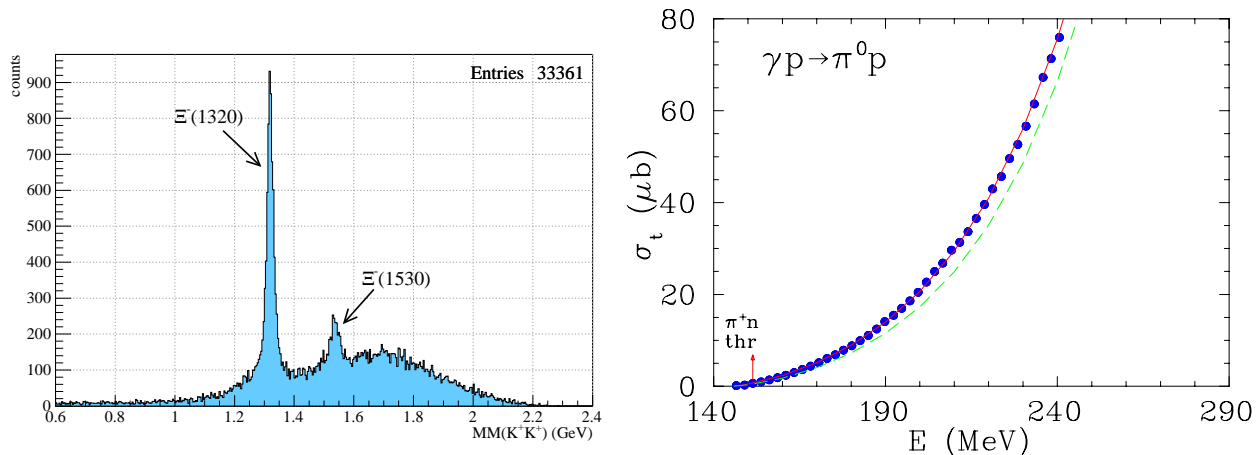 counts
Entries 33361
Ξ⁻(1320)
Ξ⁻(1530)
900
800
700
600
500
400
300
200
100
0
0.6 0.8 1 1.2 1.4 1.6 1.8 2 2.2 2.4
MM(K⁺K⁺) (GeV)
γp→π⁰p
σt (μb)
80
60
40
20
0
π⁺n
thr
140 190 240 290
E (MeV)